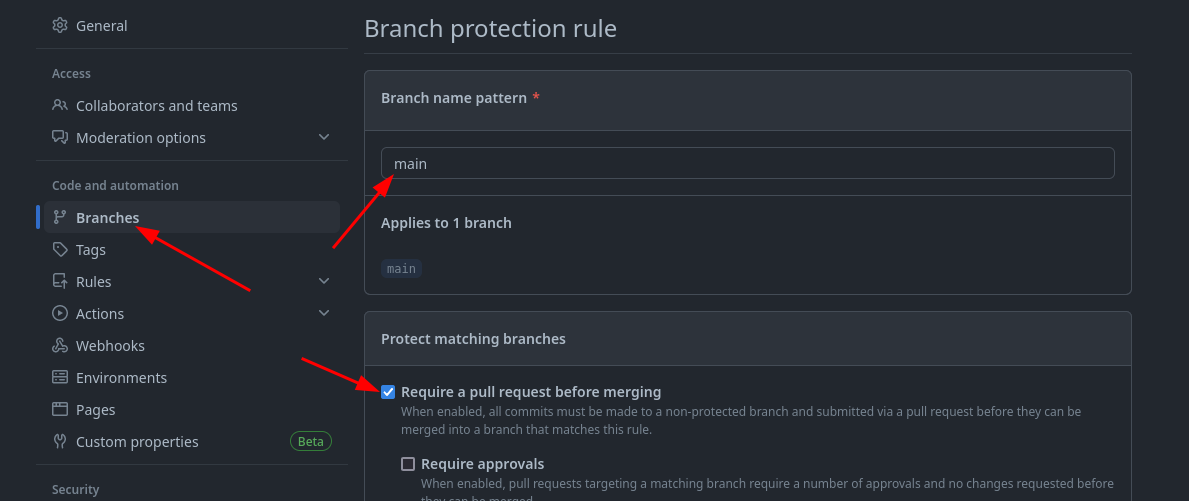 General
Access
Collaborators and teams
Moderation options
Code and automation
Branches
Tags
Rules
Actions
Webhooks
Environments
Pages
Custom properties
Beta
Security
Branch protection rule
Branch name pattern *
main
Applies to 1 branch
main
Protect matching branches
Require a pull request before merging
When enabled, all commits must be made to a non-protected branch and submitted via a pull request before they can be
merged into a branch that matches this rule.
Require approvals
When enabled, pull requests targeting a matching branch require a number of approvals and no changes requested before
they can be merged.